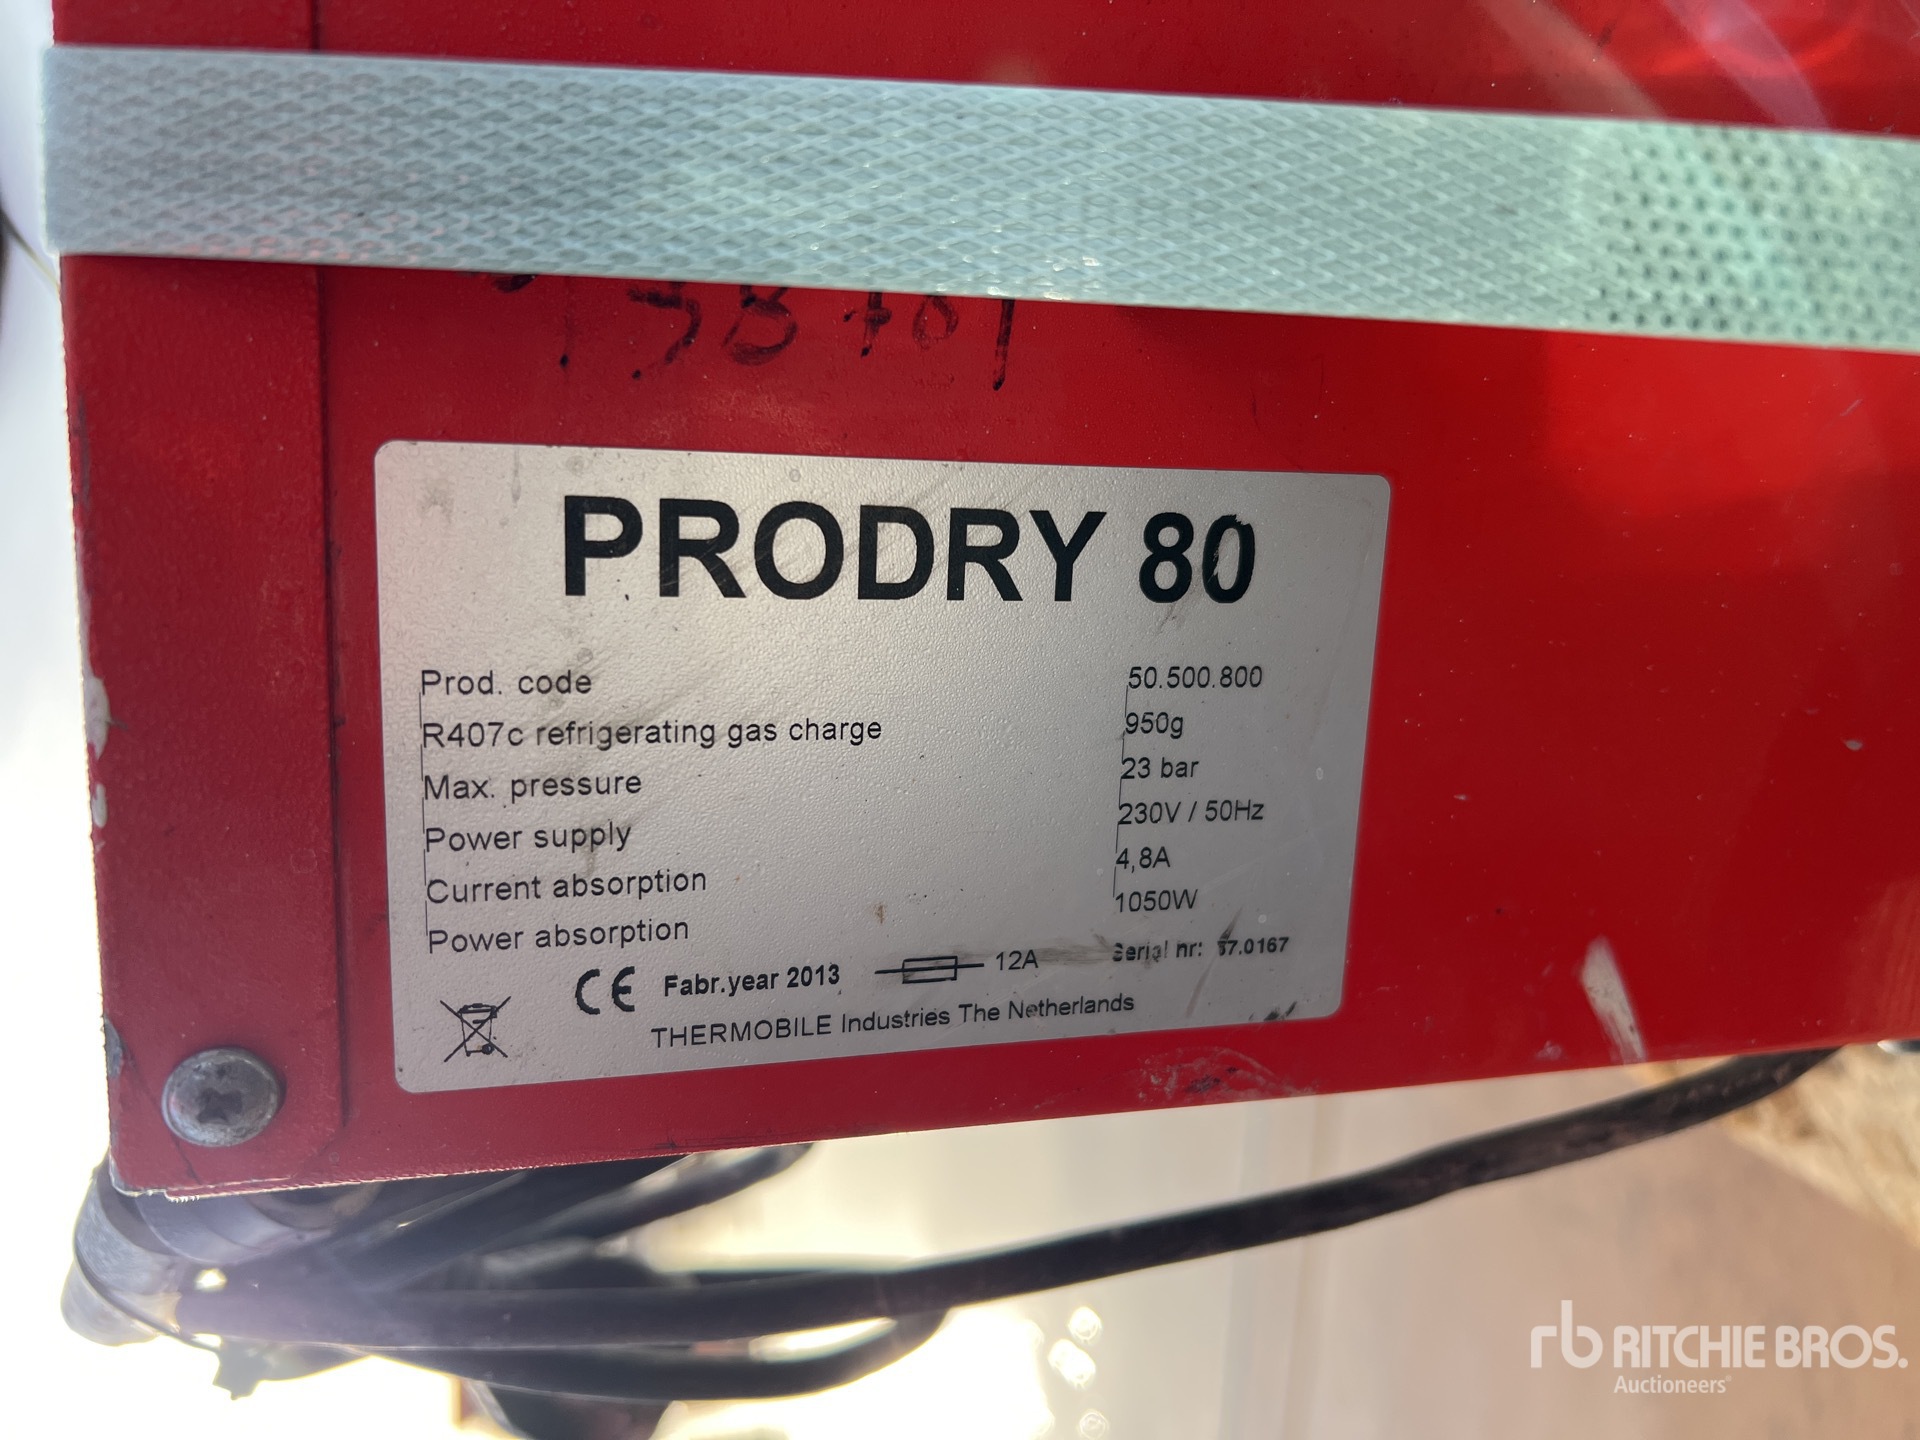 PRODRY 80
Prod. code 50.500.800
R407c refrigerating gas charge 950g
Max. pressure 23 bar
Power supply 230V / 50Hz
Current absorption 4,8A
Power absorption 1050W
CE Fabr.year 2013 12A Serial nr:
THERMOBILE Industries The Netherlands
rb RITCHIE BROS.
Auctioneers